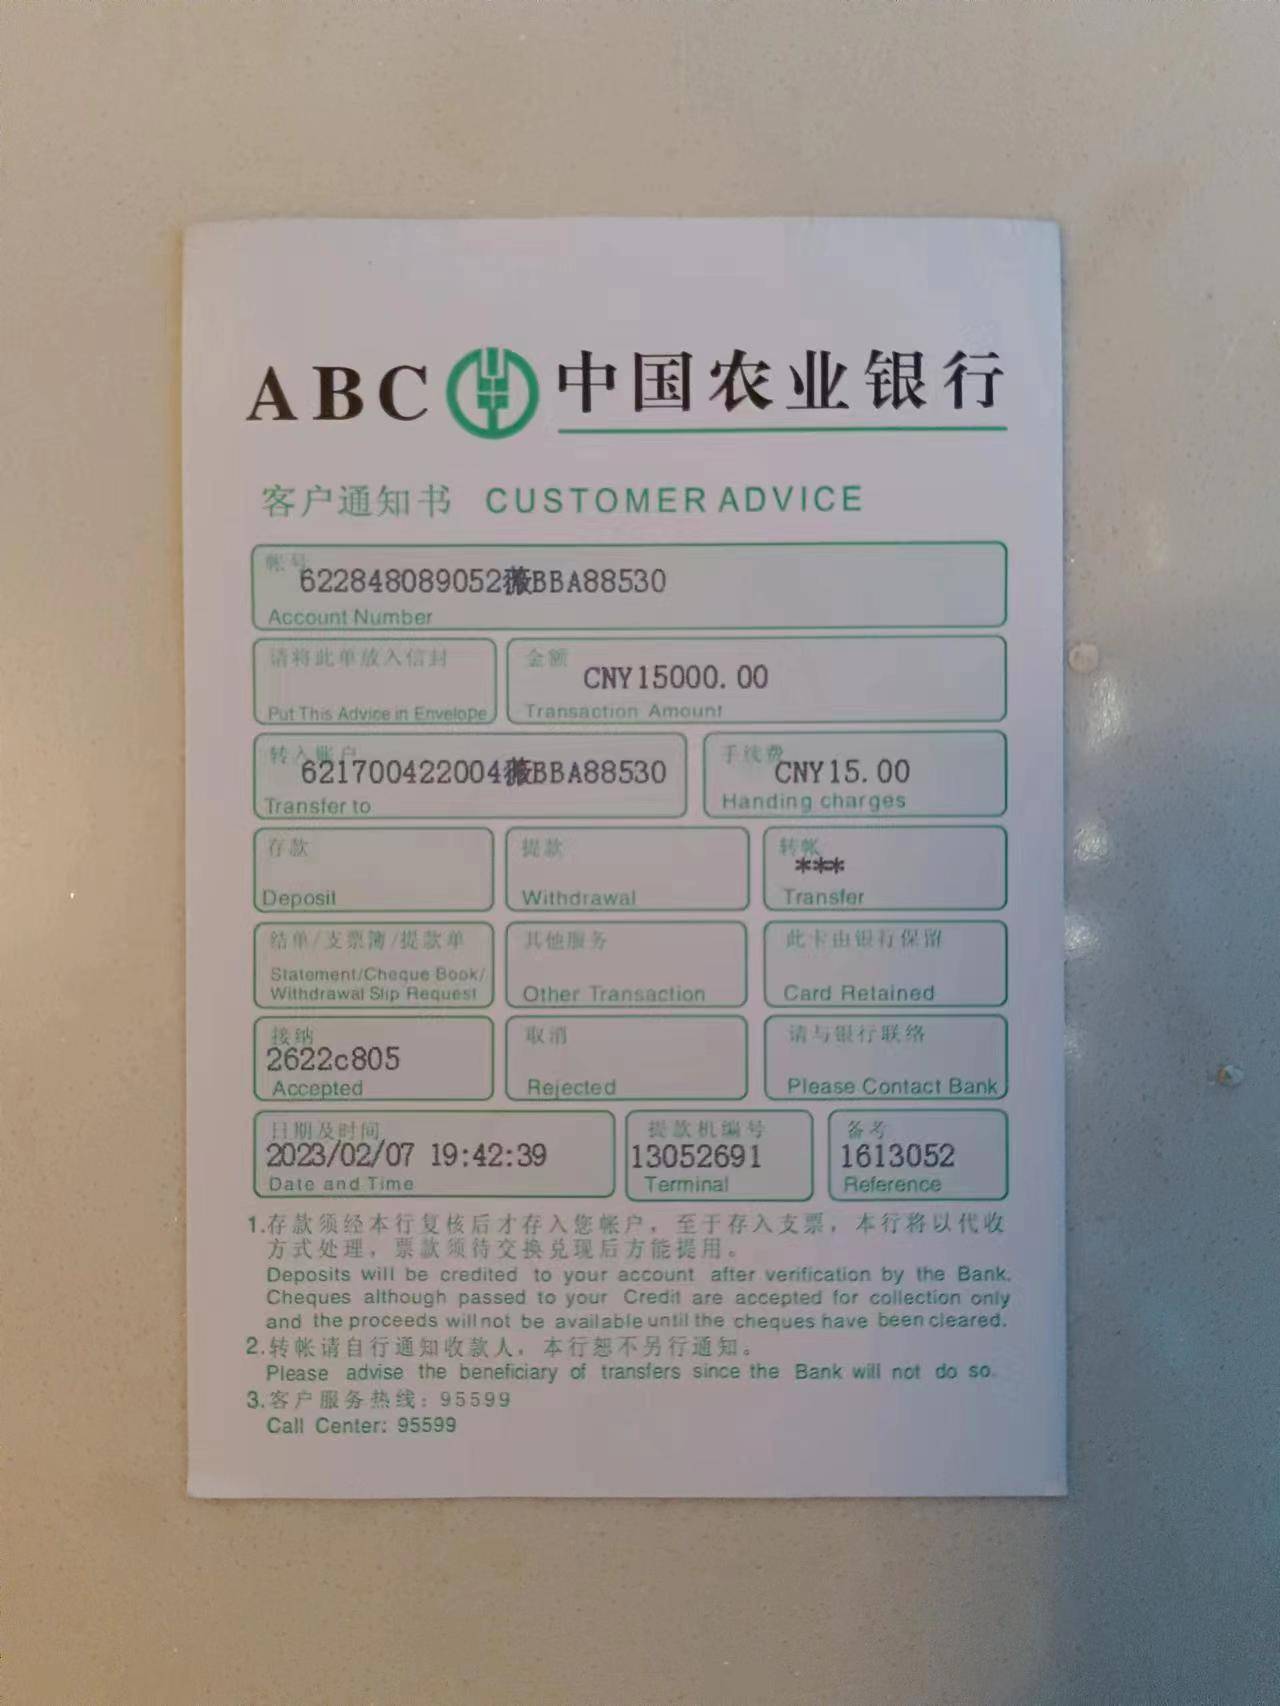 ABC 中国农业银行
客户通知书 CUSTOMER ADVICE
帐号
622848089052薇BBA88530
Account Number
请将此单放入信封
Put This Advice in Envelope
金额
CNY15000.00
Transaction Amount
转入账户
621700422004薇BBA88530
Transfer to
手续费
CNY15.00
Handing charges
存款
Deposit
提款
Withdrawal
转帐
***
Transfer
结单/支票簿/提款单
Statement/Cheque Book/
Withdrawal Slip Request
其他服务
Other Transaction
此卡由银行保留
Card Retained
接纳
2622c805
Accepted
取消
Rejected
请与银行联络
Please Contact Bank
日期及时间
2023/02/07 19:42:39
Date and Time
提款机编号
13052691
Terminal
备考
1613052
Reference
1.存款须经本行复核后才存入您帐户，至于存入支票，本行将以代收
方式处理，票款须待交换兑现后方能提用。
Deposits will be credited to your account after verification by the Bank.
Cheques although passed to your Credit are accepted for collection only
and the proceeds will not be available until the cheques have been cleared.
2.转帐请自行通知收款人，本行恕不另行通知。
Please advise the beneficiary of transfers since the Bank will not do so.
3.客户服务热线：95599
Call Center: 95599